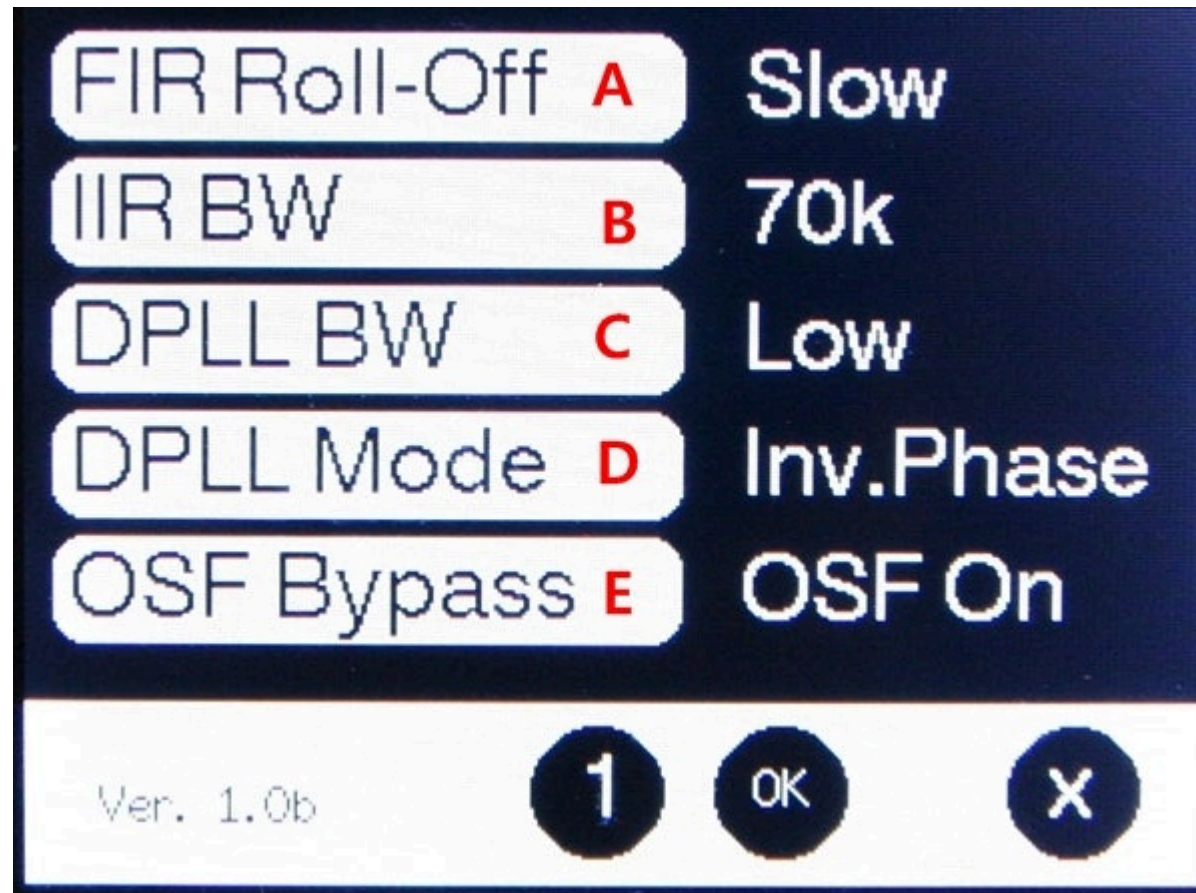 FIR Roll-Off A Slow
IIR BW B 70k
DPLL BW C Low
DPLL Mode D Inv.Phase
OSF Bypass E OSF On
Ver. 1.0b 1 OK X